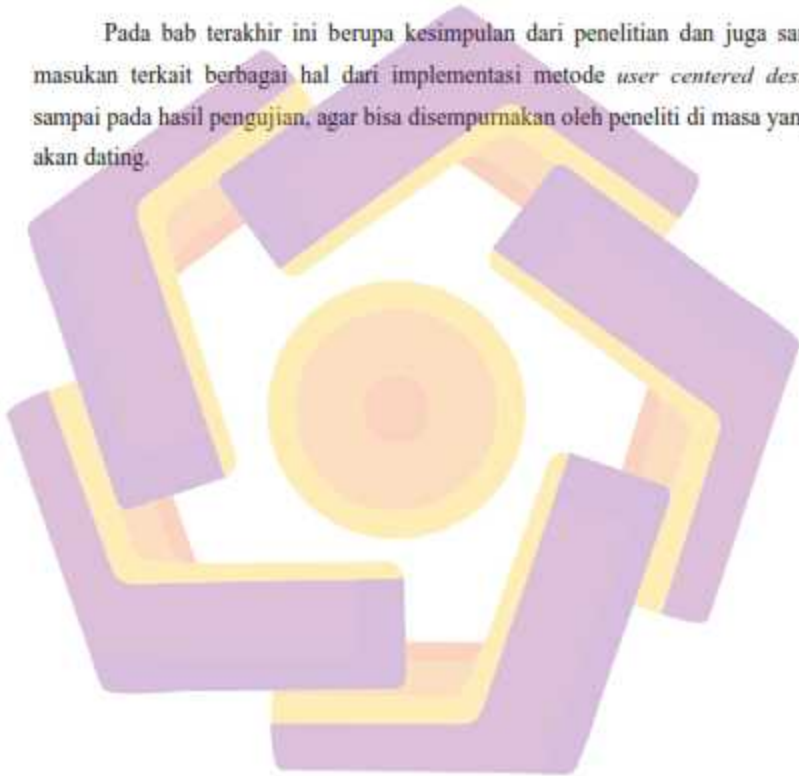 Pada bab terakhir ini berupa kesimpulan dari penelitian dan juga
masukan terkait berbagai hal dari implementasi metode user centered
sampai pada hasil pengujian, agar bisa disempurnakan oleh peneliti di masa
akan dating.